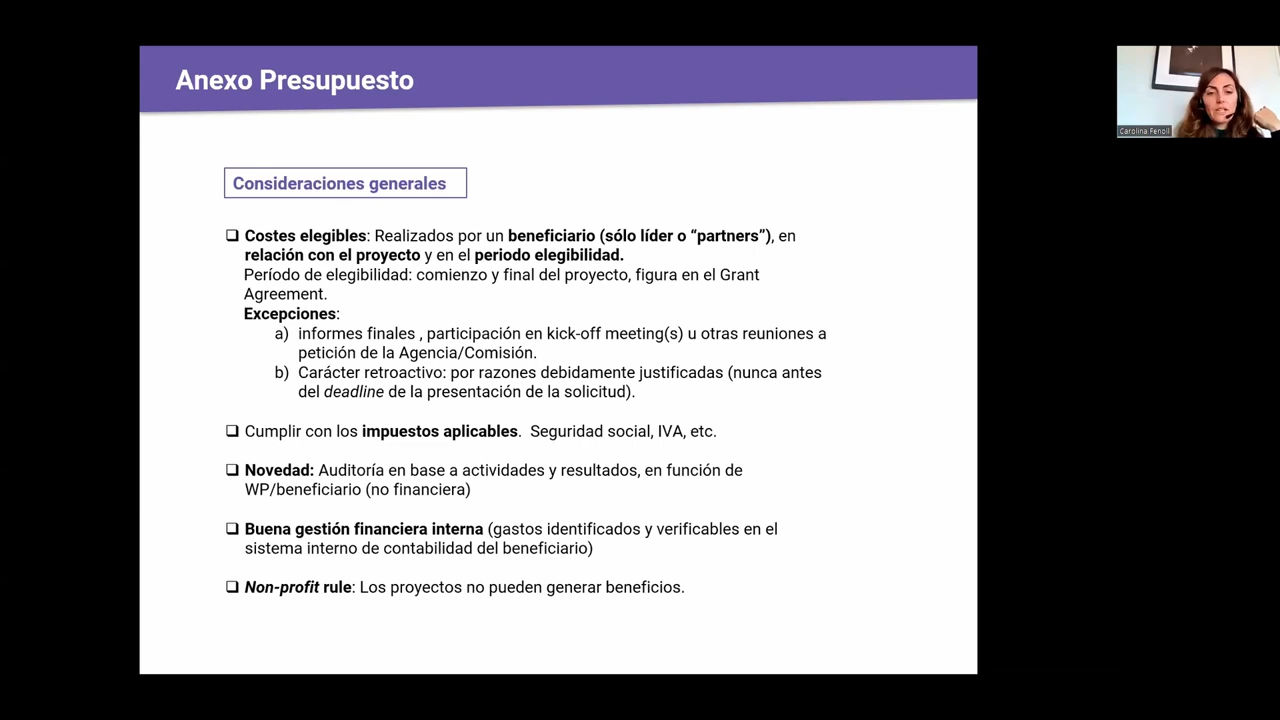 Anexo Presupuesto
Carolina Fenoll
Consideraciones generales
❑ Costes elegibles: Realizados por un beneficiario (sólo líder o “partners”), en
relación con el proyecto y en el periodo elegibilidad.
Período de elegibilidad: comienzo y final del proyecto, figura en el Grant
Agreement.
Excepciones:
a) informes finales , participación en kick-off meeting(s) u otras reuniones a
petición de la Agencia/Comisión.
b) Carácter retroactivo: por razones debidamente justificadas (nunca antes
del deadline de la presentación de la solicitud).
❑ Cumplir con los impuestos aplicables. Seguridad social, IVA, etc.
❑ Novedad: Auditoría en base a actividades y resultados, en función de
WP/beneficiario (no financiera)
❑ Buena gestión financiera interna (gastos identificados y verificables en el
sistema interno de contabilidad del beneficiario)
❑ Non-profit rule: Los proyectos no pueden generar beneficios.